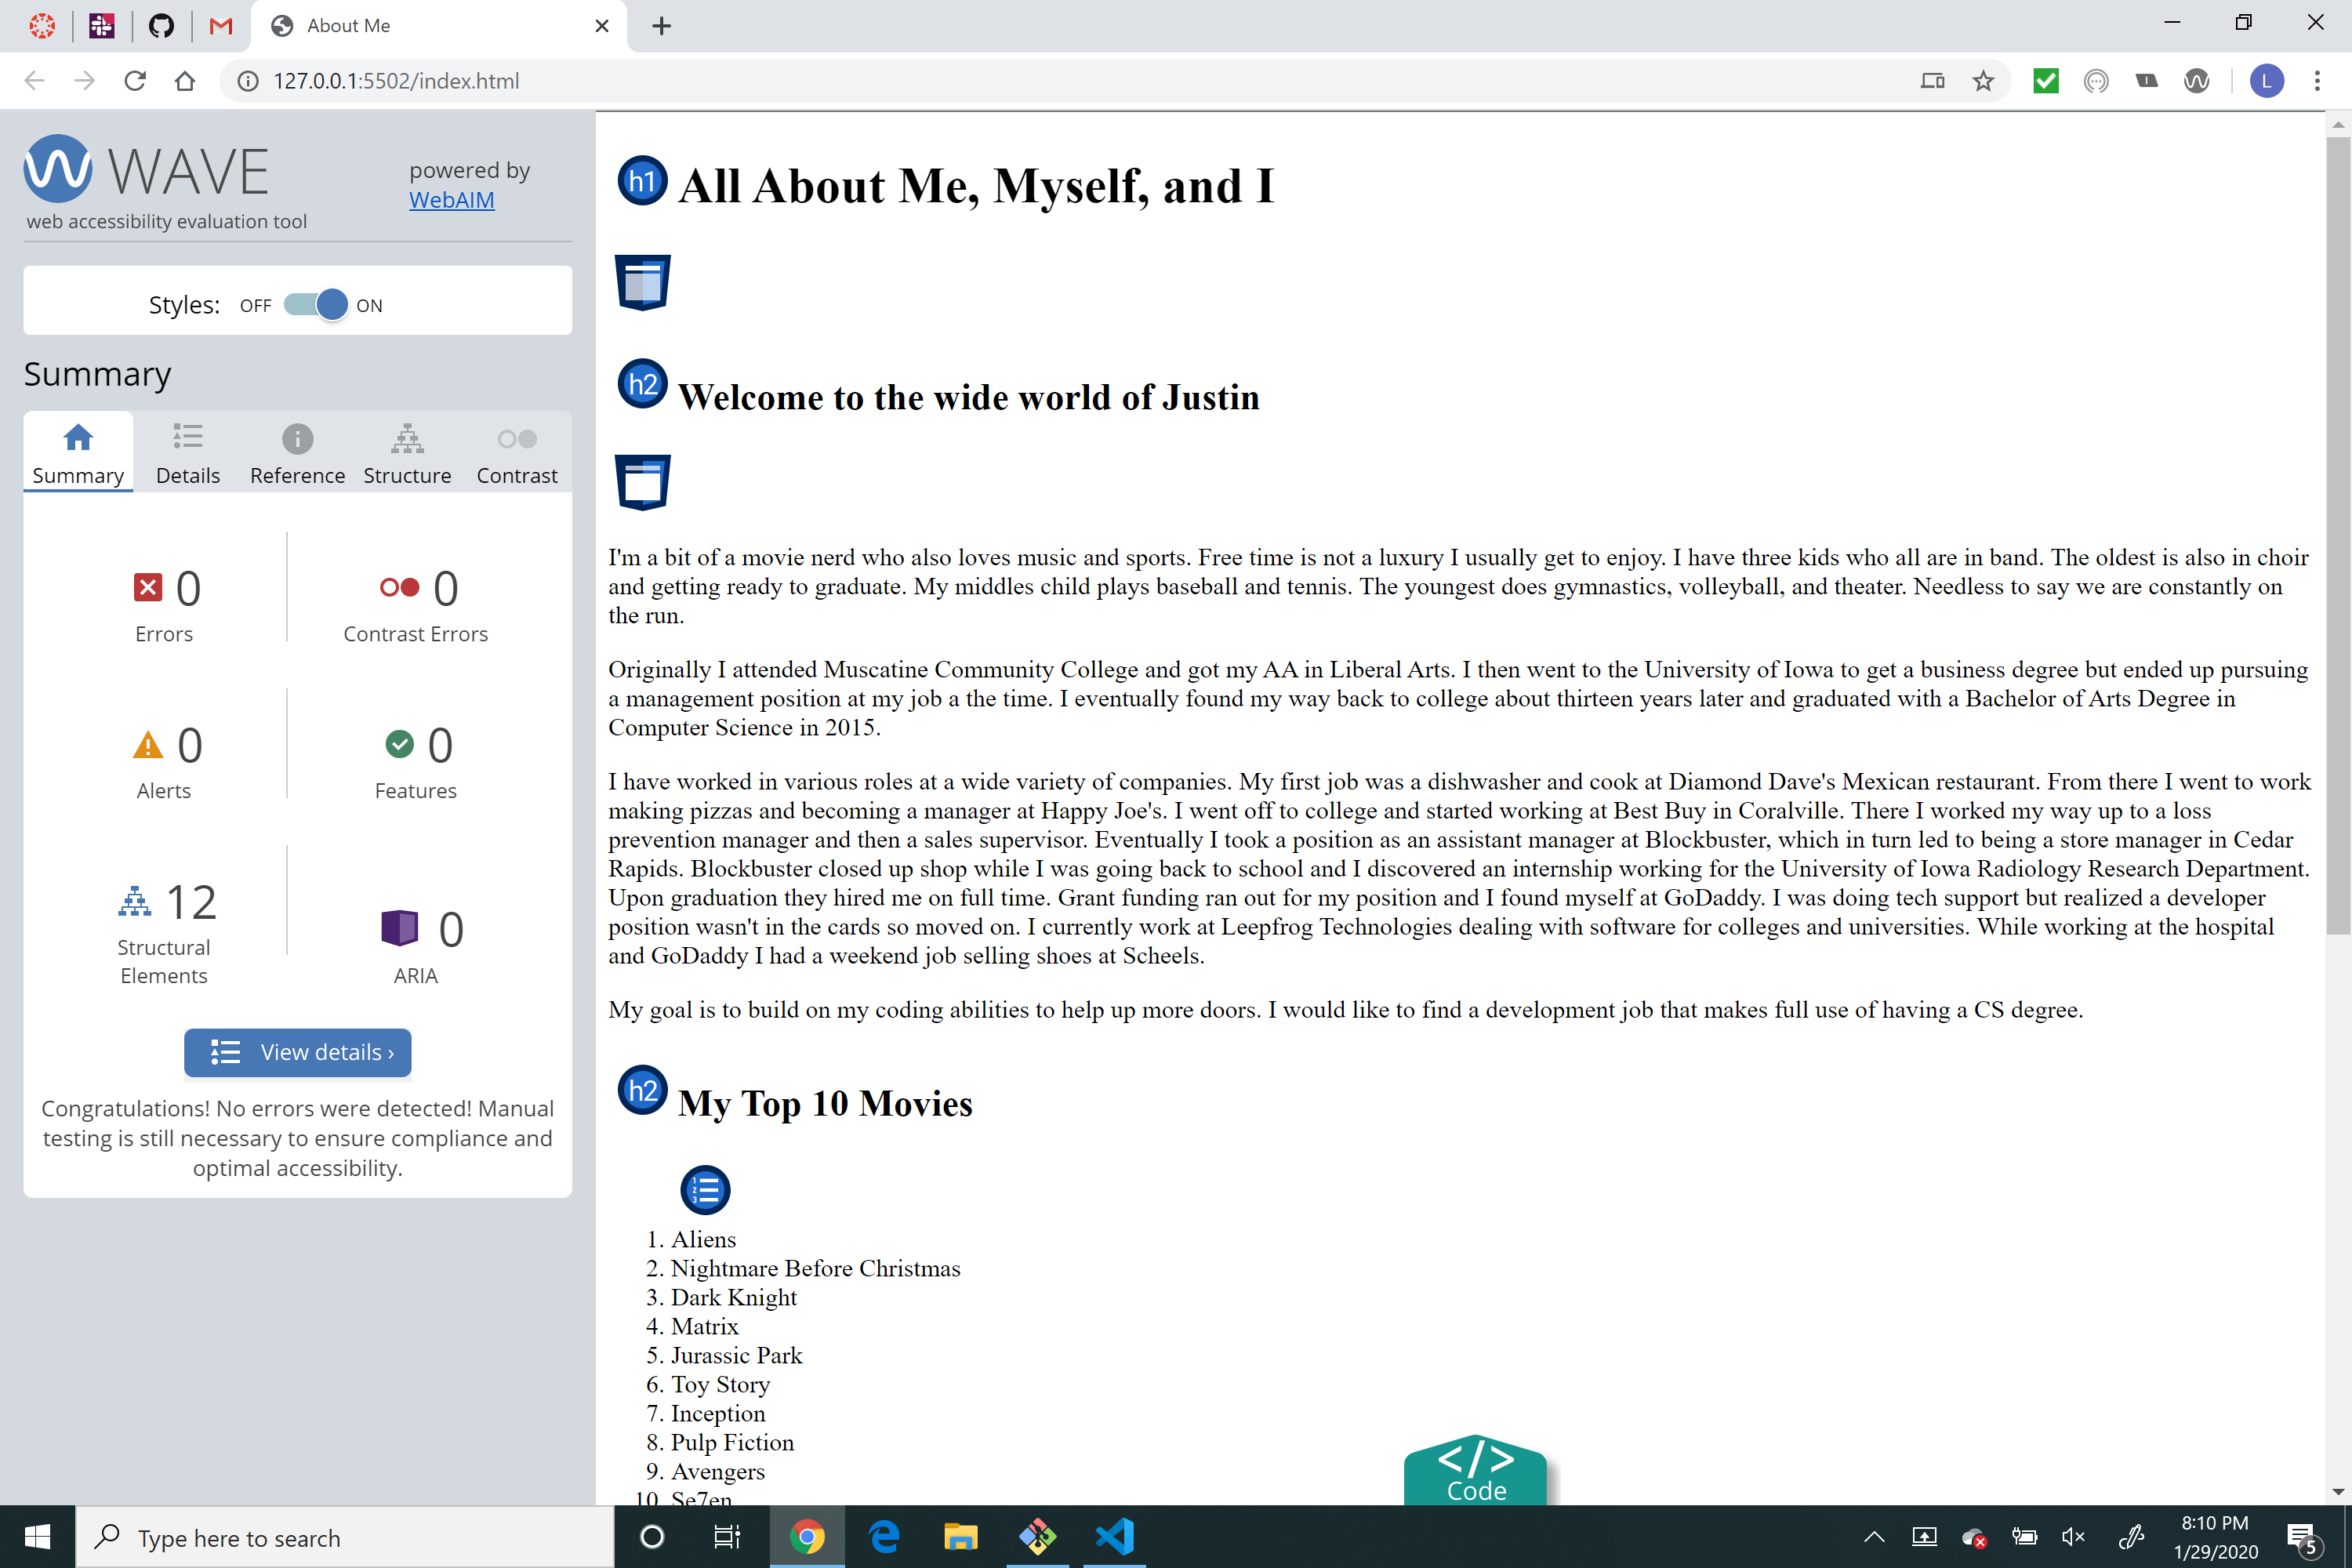 About Me
127.0.0.1:5502/index.html
L
WAVE
powered by
WebAIM
web accessibility evaluation tool
Styles: OFF ON
Summary
Summary Details Reference Structure Contrast
0
Errors
0
Contrast Errors
0
Alerts
0
Features
12
Structural
Elements
0
ARIA
View details ›
Congratulations! No errors were detected! Manual
testing is still necessary to ensure compliance and
optimal accessibility.
h1 All About Me, Myself, and I
h2 Welcome to the wide world of Justin
I'm a bit of a movie nerd who also loves music and sports. Free time is not a luxury I usually get to enjoy. I have three kids who all are in band. The oldest is also in choir
and getting ready to graduate. My middles child plays baseball and tennis. The youngest does gymnastics, volleyball, and theater. Needless to say we are constantly on
the run.
Originally I attended Muscatine Community College and got my AA in Liberal Arts. I then went to the University of Iowa to get a business degree but ended up pursuing
a management position at my job a the time. I eventually found my way back to college about thirteen years later and graduated with a Bachelor of Arts Degree in
Computer Science in 2015.
I have worked in various roles at a wide variety of companies. My first job was a dishwasher and cook at Diamond Dave's Mexican restaurant. From there I went to work
making pizzas and becoming a manager at Happy Joe's. I went off to college and started working at Best Buy in Coralville. There I worked my way up to a loss
prevention manager and then a sales supervisor. Eventually I took a position as an assistant manager at Blockbuster, which in turn led to being a store manager in Cedar
Rapids. Blockbuster closed up shop while I was going back to school and I discovered an internship working for the University of Iowa Radiology Research Department.
Upon graduation they hired me on full time. Grant funding ran out for my position and I found myself at GoDaddy. I was doing tech support but realized a developer
position wasn't in the cards so moved on. I currently work at Leepfrog Technologies dealing with software for colleges and universities. While working at the hospital
and GoDaddy I had a weekend job selling shoes at Scheels.
My goal is to build on my coding abilities to help up more doors. I would like to find a development job that makes full use of having a CS degree.
h2 My Top 10 Movies
1. Aliens
2. Nightmare Before Christmas
3. Dark Knight
4. Matrix
5. Jurassic Park
6. Toy Story
7. Inception
8. Pulp Fiction
9. Avengers
10. Se7en
</>
Code
Type here to search
8:10 PM
1/29/2020
5